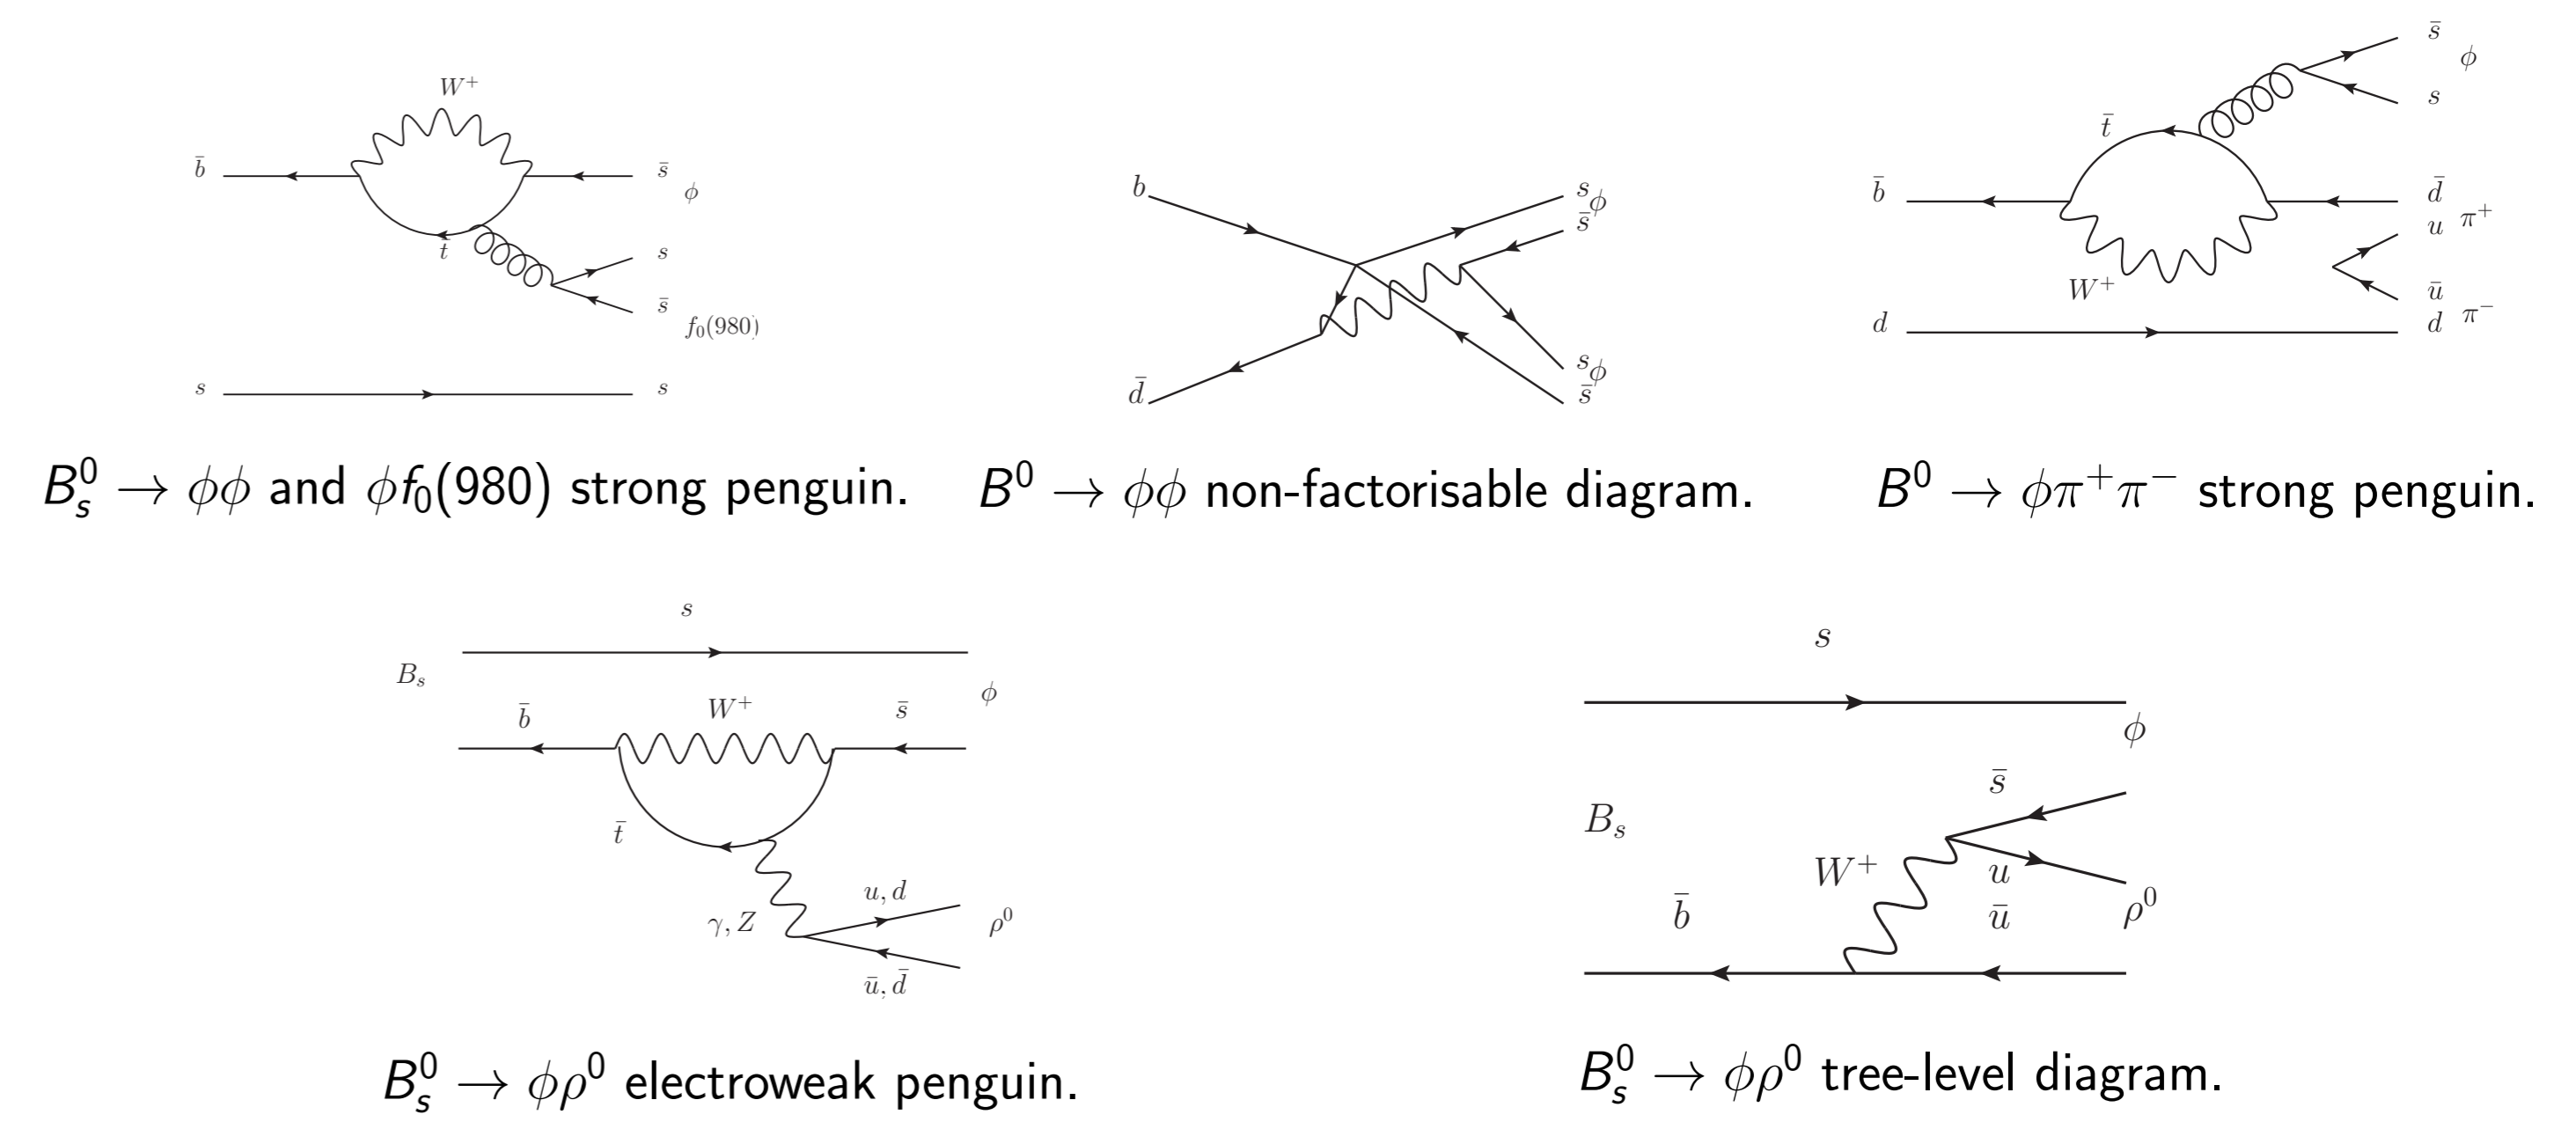 W⁺
b̄
s̄
ϕ
t
s
s̄
f₀(980)
s
s
B⁰ₛ → ϕϕ and ϕf₀(980) strong penguin.
b
s
ϕ
s̄
d̄
s
ϕ
s̄
B⁰ → ϕϕ non-factorisable diagram.
s̄
ϕ
s
t̄
b̄
d̄
u
π⁺
W⁺
ū
d
d
π⁻
B⁰ → ϕπ⁺π⁻ strong penguin.
s
Bₛ
ϕ
b̄
W⁺
s̄
t̄
u, d
γ, Z
ρ⁰
ū, d̄
B⁰ₛ → ϕρ⁰ electroweak penguin.
s
ϕ
s̄
Bₛ
W⁺
u
b̄
ū
ρ⁰
B⁰ₛ → ϕρ⁰ tree-level diagram.